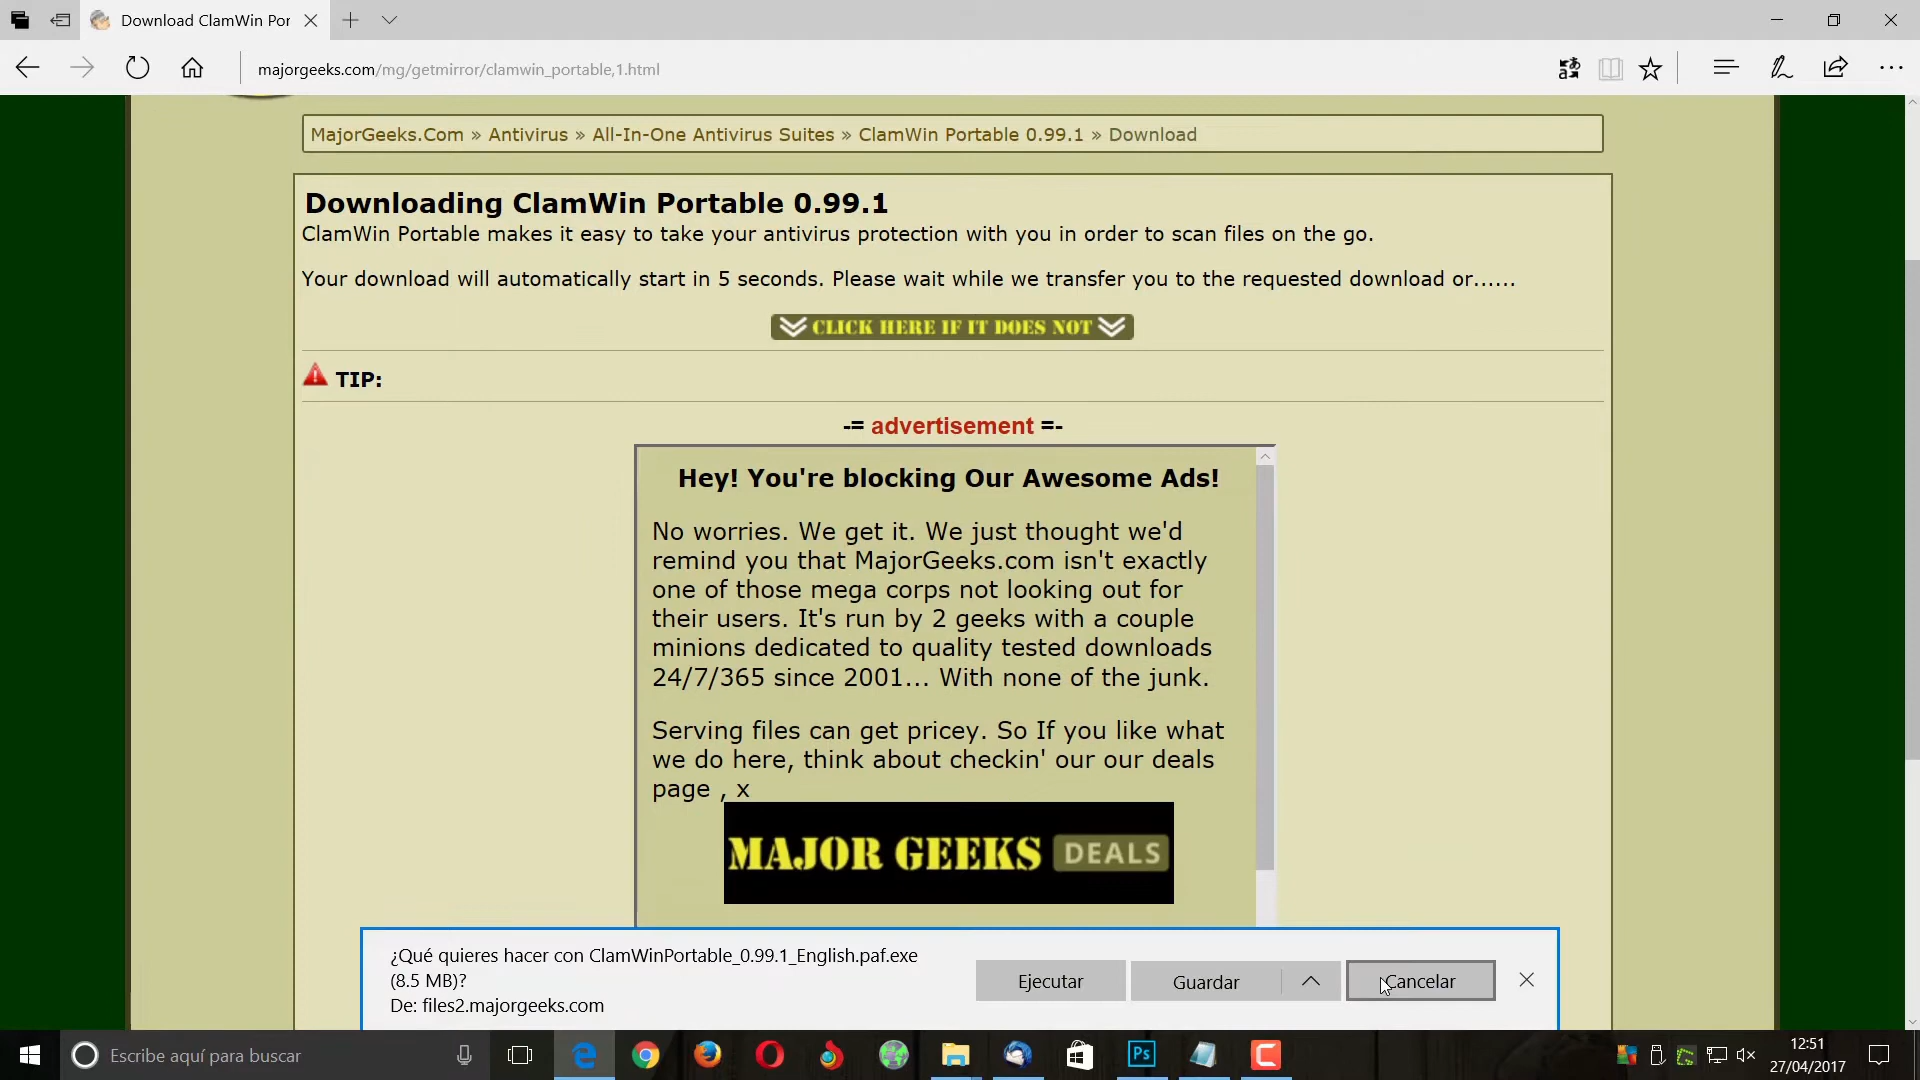 Download ClamWin Por
majorgeeks.com/mg/getmirror/clamwin_portable,1.html
MajorGeeks.Com » Antivirus » All-In-One Antivirus Suites » ClamWin Portable 0.99.1 » Download
Downloading ClamWin Portable 0.99.1
ClamWin Portable makes it easy to take your antivirus protection with you in order to scan files on the go.
Your download will automatically start in 5 seconds. Please wait while we transfer you to the requested download or......
CLICK HERE IF IT DOES NOT
TIP:
-= advertisement =-
Hey! You're blocking Our Awesome Ads!
No worries. We get it. We just thought we'd
remind you that MajorGeeks.com isn't exactly
one of those mega corps not looking out for
their users. It's run by 2 geeks with a couple
minions dedicated to quality tested downloads
24/7/365 since 2001... With none of the junk.
Serving files can get pricey. So If you like what
we do here, think about checkin' our our deals
page , x
MAJOR GEEKS DEALS
¿Qué quieres hacer con ClamWinPortable_0.99.1_English.paf.exe
(8.5 MB)?
De: files2.majorgeeks.com
Ejecutar
Guardar
Cancelar
Escribe aquí para buscar
Ps
12:51
27/04/2017